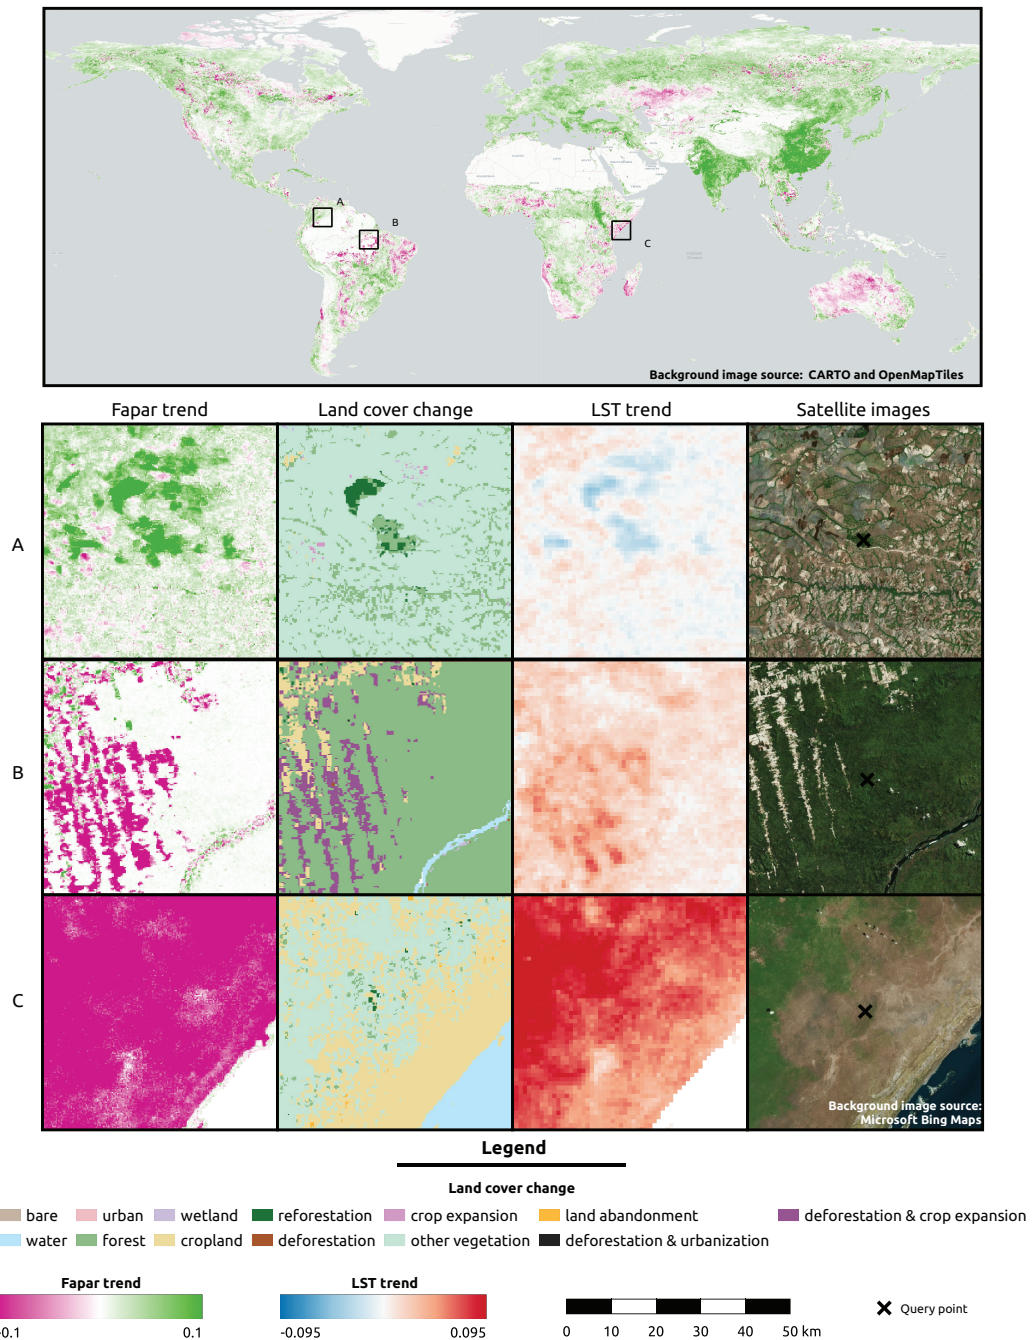 A
B
C
Background image source: CARTO and OpenMapTiles
Fapar trend
Land cover change
LST trend
Satellite images
A
B
C
Background image source:
Microsoft Bing Maps
Legend
Land cover change
bare
urban
wetland
reforestation
crop expansion
land abandonment
deforestation & crop expansion
water
forest
cropland
deforestation
other vegetation
deforestation & urbanization
Fapar trend
-0.1
0.1
LST trend
-0.095
0.095
0 10 20 30 40 50 km
Query point